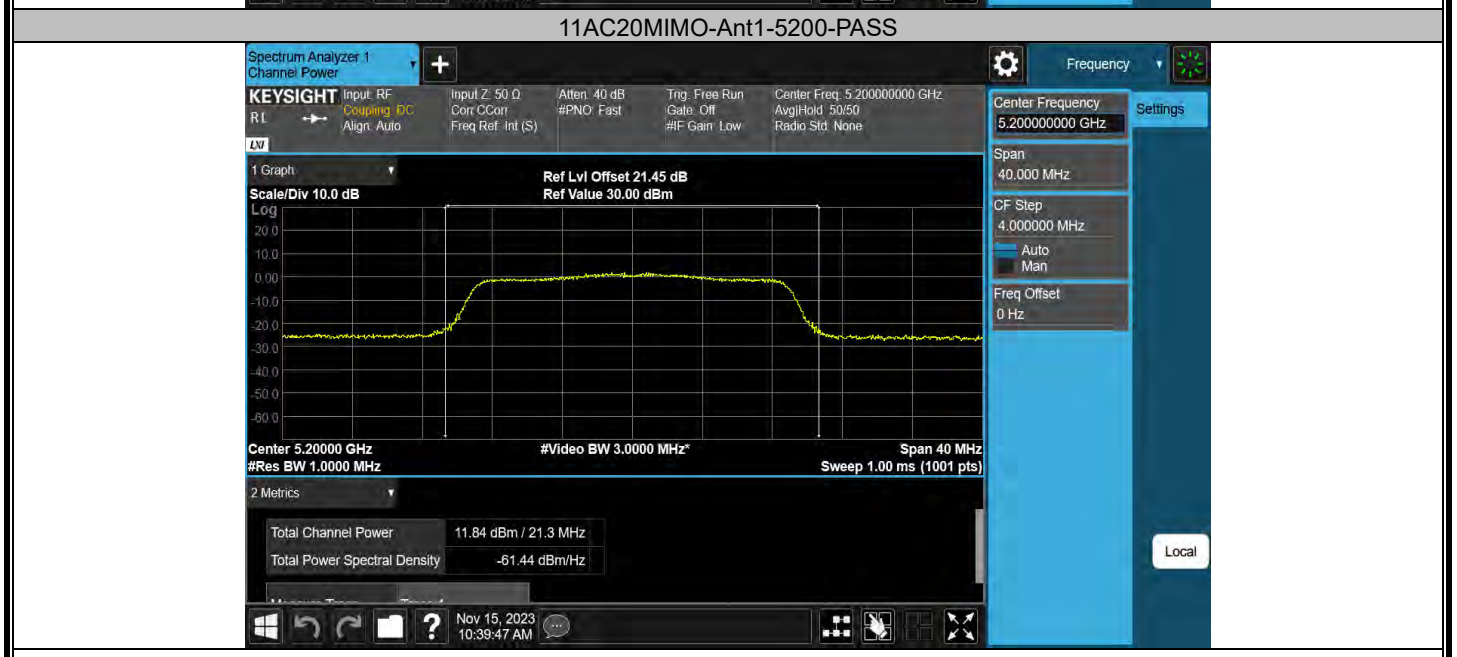 11AC20MIMO-Ant1-5200-PASS
Spectrum Analyzer 1
Channel Power
Frequency
KEYSIGHT
RL
LXI
Input: RF
Coupling: DC
Align: Auto
Input Z: 50 Ω
Corr CCorr
Freq Ref: Int (S)
Atten: 40 dB
#PNO: Fast
Trig: Free Run
Gate: Off
#IF Gain: Low
Center Freq: 5.200000000 GHz
Avg|Hold: 50/50
Radio Std: None
Center Frequency
5.200000000 GHz
Settings
Span
40.000 MHz
CF Step
4.000000 MHz
Auto
Man
Freq Offset
0 Hz
Local
1 Graph
Scale/Div 10.0 dB
Ref Lvl Offset 21.45 dB
Ref Value 30.00 dBm
Log
20.0
10.0
0.00
-10.0
-20.0
-30.0
-40.0
-50.0
-60.0
Center 5.20000 GHz
#Video BW 3.0000 MHz*
Span 40 MHz
#Res BW 1.0000 MHz
Sweep 1.00 ms (1001 pts)
2 Metrics
Total Channel Power 11.84 dBm / 21.3 MHz
Total Power Spectral Density -61.44 dBm/Hz
?
Nov 15, 2023
10:39:47 AM